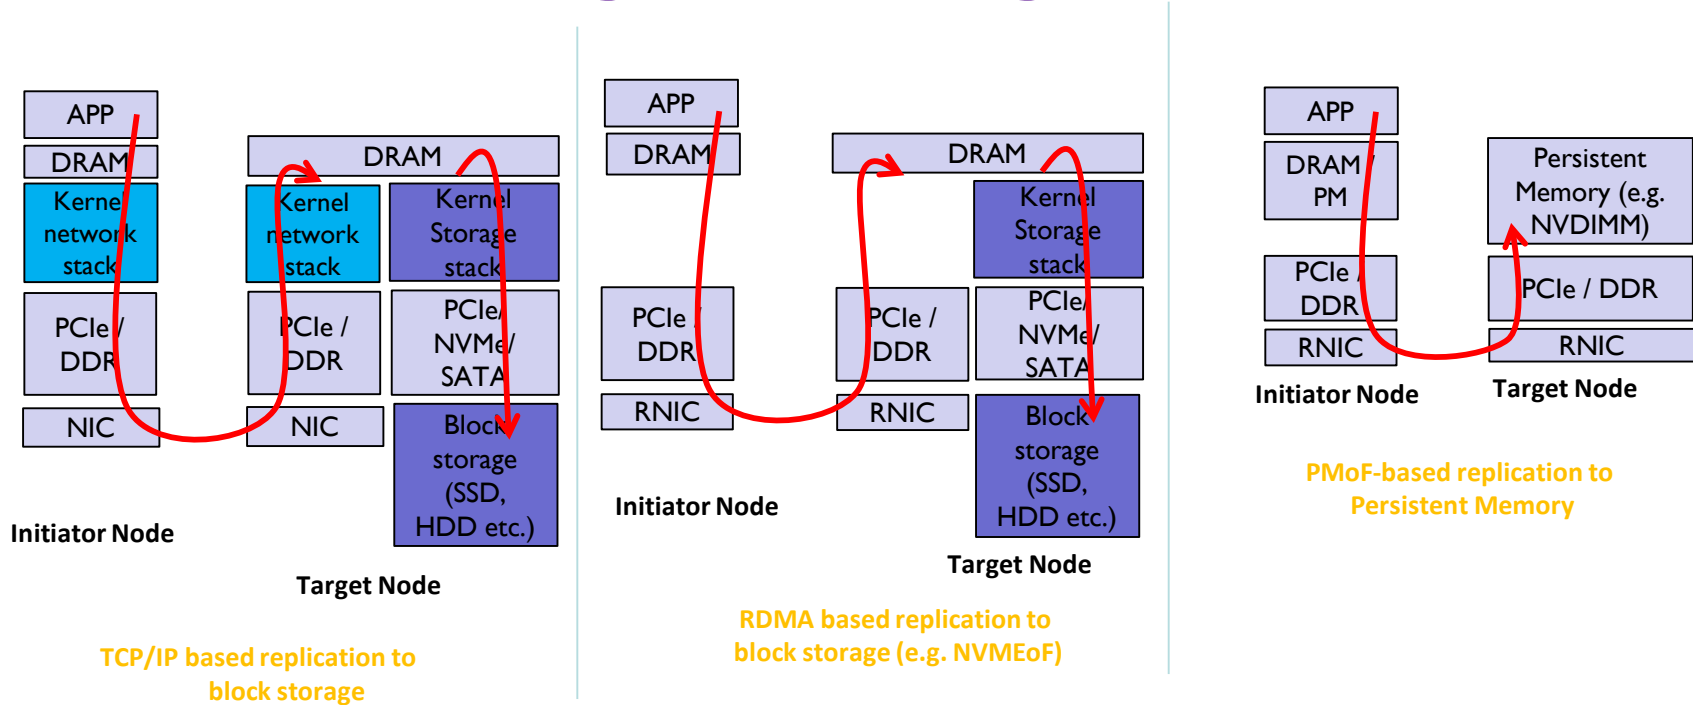 APP
DRAM
Kernel
network
stack
PCIe /
DDR
NIC
Initiator Node
DRAM
Kernel
network
stack
PCIe /
DDR
NIC
Kernel
Storage
stack
PCIe/
NVMe/
SATA
Block
storage
(SSD,
HDD etc.)
Target Node
TCP/IP based replication to
block storage
APP
DRAM
PCIe /
DDR
RNIC
Initiator Node
DRAM
PCIe /
DDR
RNIC
Kernel
Storage
stack
PCIe/
NVMe/
SATA
Block
storage
(SSD,
HDD etc.)
Target Node
RDMA based replication to
block storage (e.g. NVMEoF)
APP
DRAM /
PM
PCIe /
DDR
RNIC
Initiator Node
Persistent
Memory (e.g.
NVDIMM)
PCIe / DDR
RNIC
Target Node
PMoF-based replication to
Persistent Memory